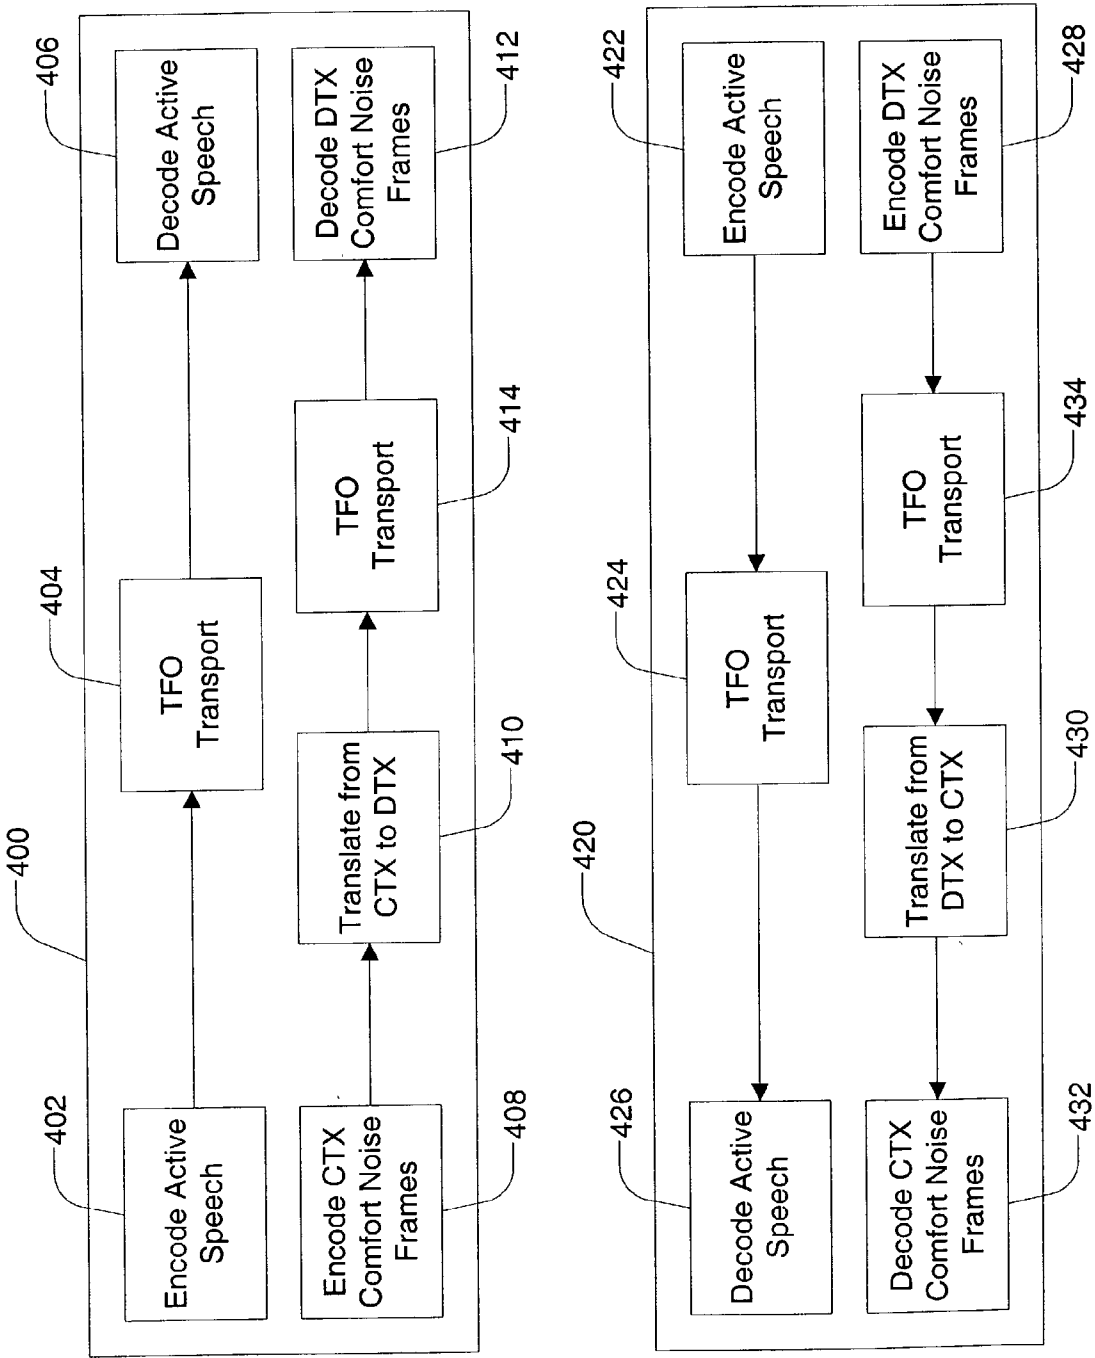 400
402
Encode Active
Speech
404
TFO
Transport
406
Decode Active
Speech
Encode CTX
Comfort Noise
Frames
408
Translate from
CTX to DTX
410
TFO
Transport
414
Decode DTX
Comfort Noise
Frames
412
420
426
Decode Active
Speech
424
TFO
Transport
422
Encode Active
Speech
Decode CTX
Comfort Noise
Frames
432
Translate from
DTX to CTX
430
TFO
Transport
434
Encode DTX
Comfort Noise
Frames
428